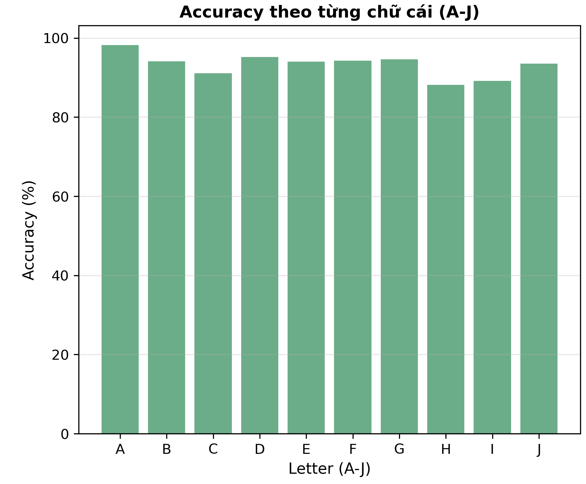 Accuracy theo từng chữ cái (A-J)
100
80
60
40
20
0
Accuracy (%)
A B C D E F G H I J
Letter (A-J)